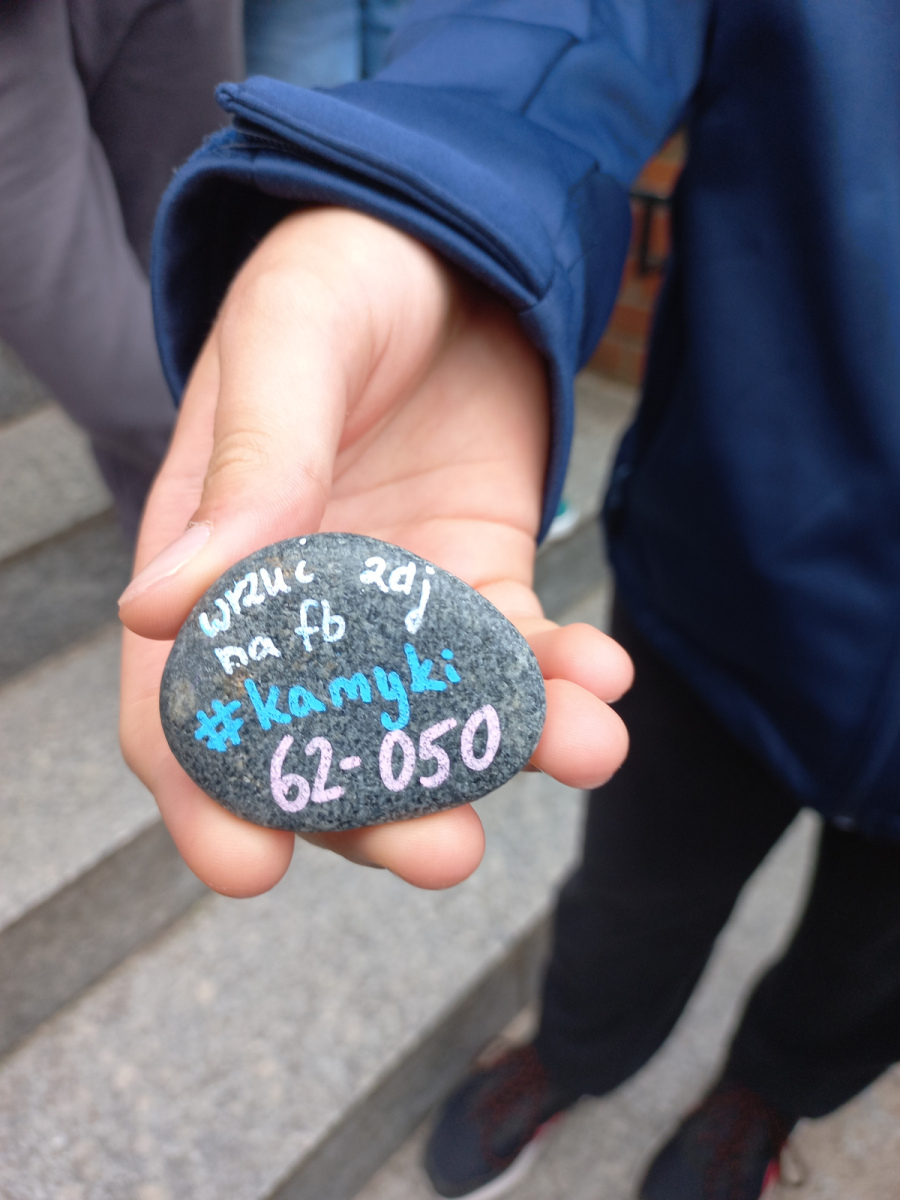 wrzuć zdj
na fb
#kamyki
62-050